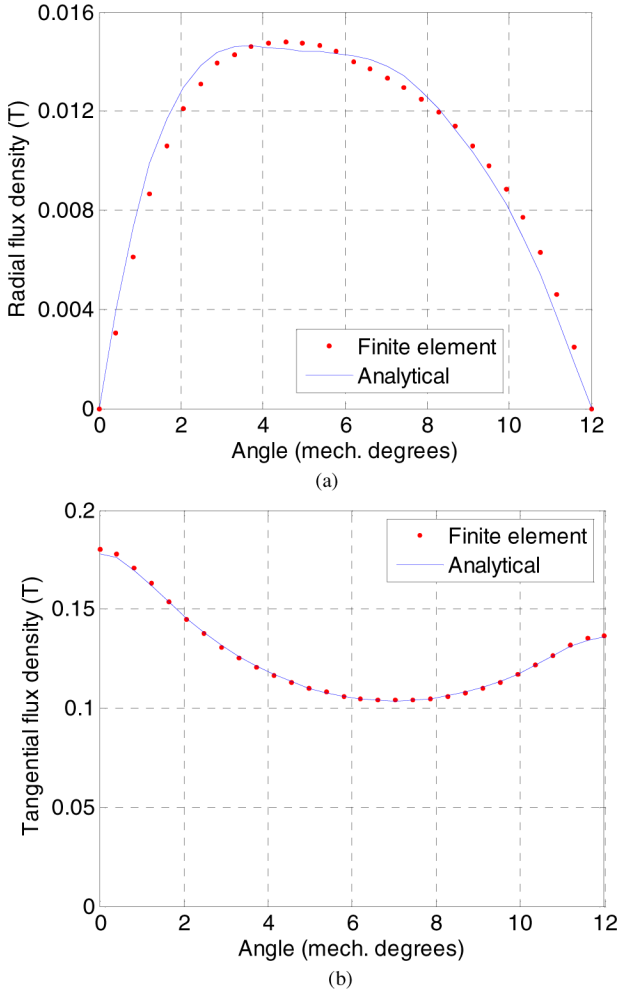 0.016
0.012
0.008
0.004
0
Radial flux density (T)
Finite element
Analytical
0 2 4 6 8 10 12
Angle (mech. degrees)
(a)
0.2
0.15
0.1
0.05
0
Tangential flux density (T)
Finite element
Analytical
0 2 4 6 8 10 12
Angle (mech. degrees)
(b)